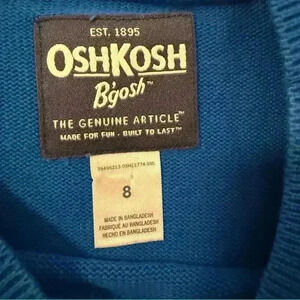 EST. 1895
OSHKOSH
B'gosh™
THE GENUINE ARTICLE™
MADE FOR FUN - BUILT TO LAST™
8
MADE IN BANGLADESH
FABRIQUÉ AU BANGLADESH
HECHO EN BANGLADESH